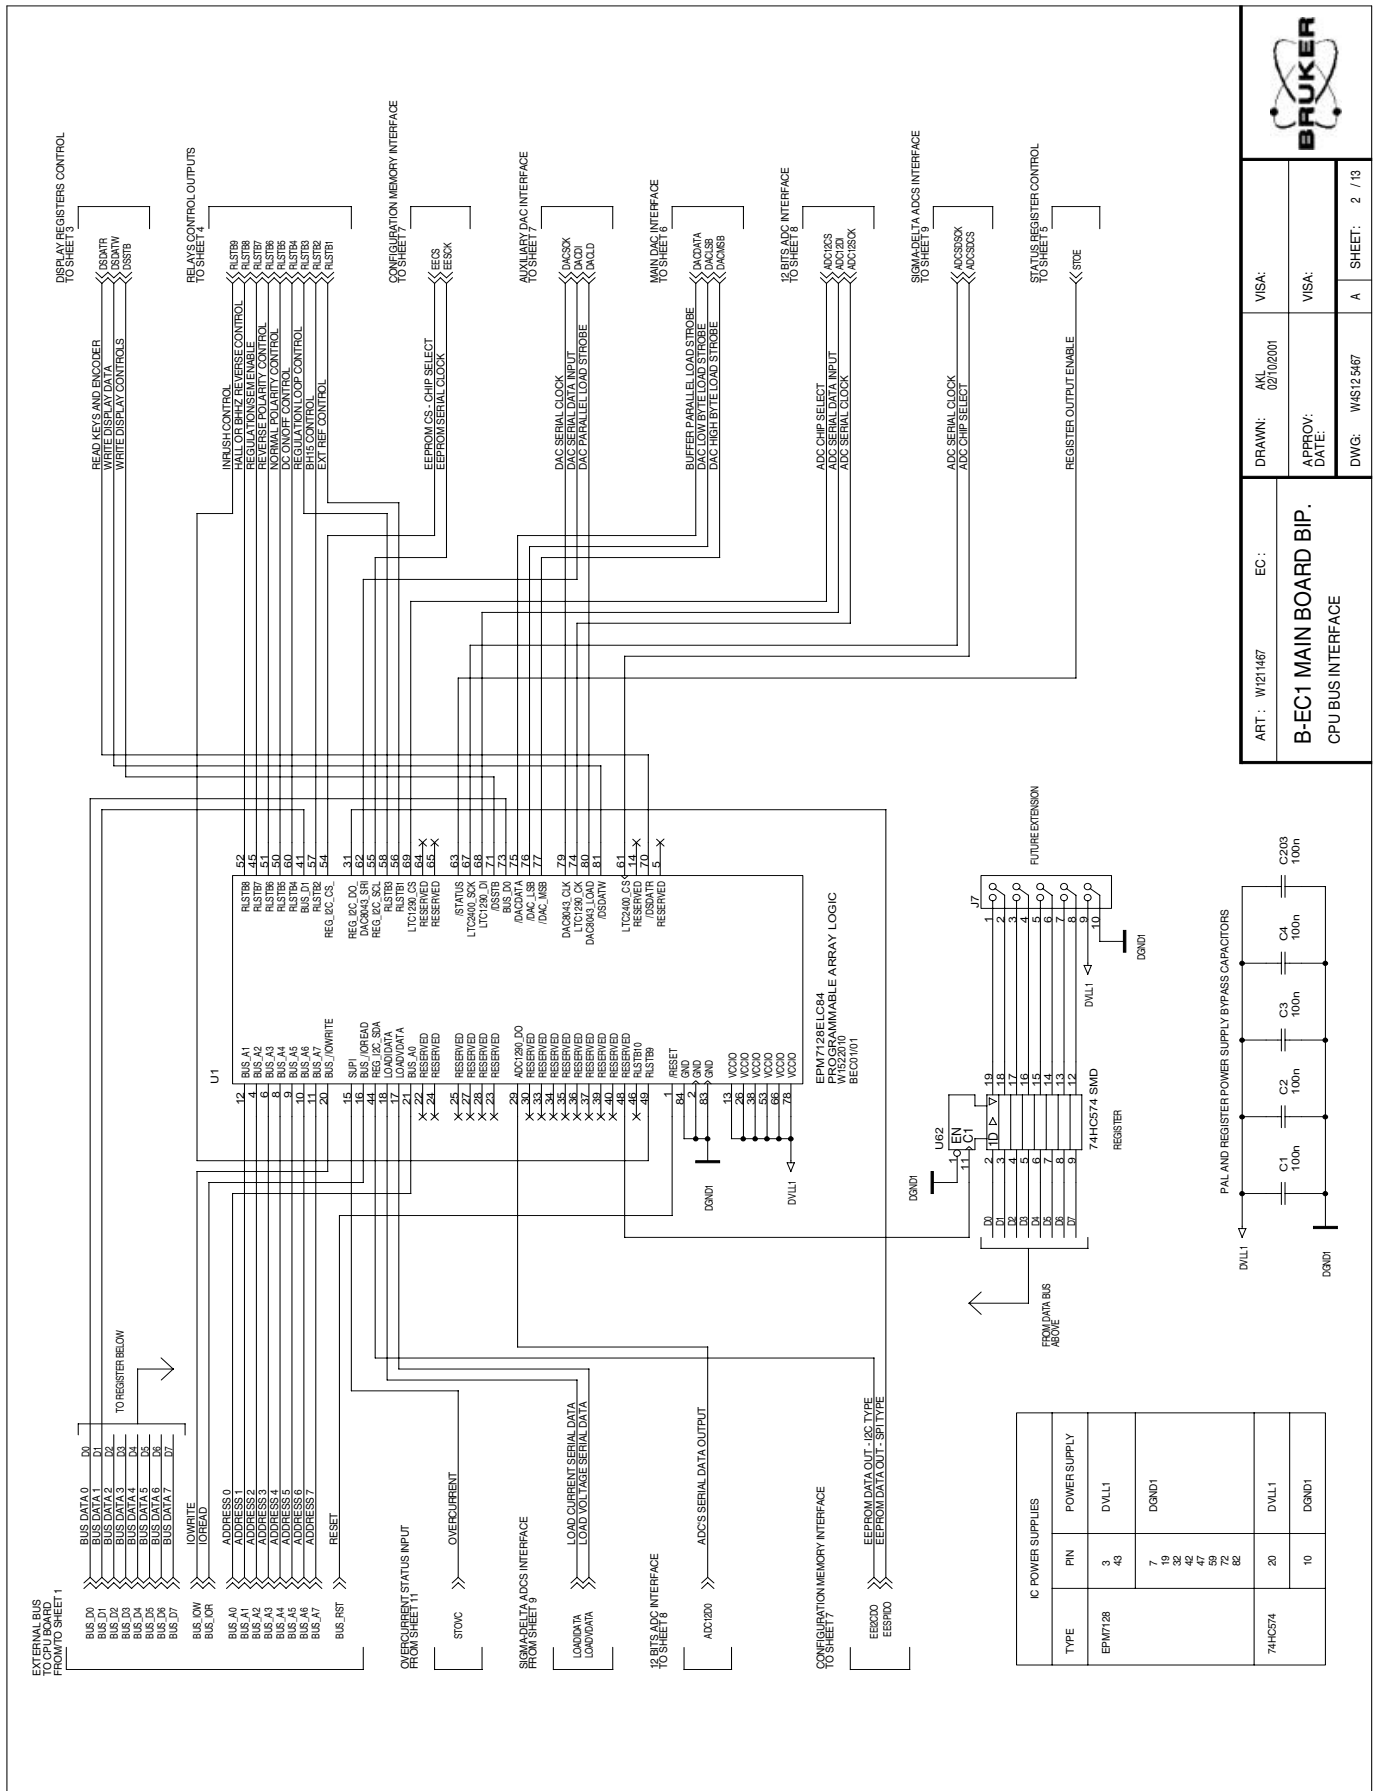 EXTERNAL BUS
TO CPU BOARD
FROM/TO SHEET 1
BUS_D0 BUS DATA 0 D0
BUS_D1 BUS DATA 1 D1
BUS_D2 BUS DATA 2 D2
BUS_D3 BUS DATA 3 D3
BUS_D4 BUS DATA 4 D4
BUS_D5 BUS DATA 5 D5
BUS_D6 BUS DATA 6 D6
BUS_D7 BUS DATA 7 D7
TO REGISTER BELOW
BUS_IOW IOWRITE
BUS_IOR IOREAD
BUS_A0 ADDRESS 0
BUS_A1 ADDRESS 1
BUS_A2 ADDRESS 2
BUS_A3 ADDRESS 3
BUS_A4 ADDRESS 4
BUS_A5 ADDRESS 5
BUS_A6 ADDRESS 6
BUS_A7 ADDRESS 7
BUS_RST RESET
OVERCURRENT STATUS INPUT
FROM SHEET 11
STOVC OVERCURRENT
SIGMA-DELTA ADCS INTERFACE
FROM SHEET 9
LOADIDATA LOAD CURRENT SERIAL DATA
LOADVDATA LOAD VOLTAGE SERIAL DATA
12 BITS ADC INTERFACE
FROM SHEET 8
ADC12D0 ADC'S SERIAL DATA OUTPUT
CONFIGURATION MEMORY INTERFACE
TO SHEET 7
EEI2CDO EEPROM DATA OUT - I2C TYPE
EESPIDO EEPROM DATA OUT - SPI TYPE
U1
12 BUS_A1
4 BUS_A2
6 BUS_A3
8 BUS_A4
9 BUS_A5
10 BUS_A6
11 BUS_A7
20 BUS_/IOWRITE
15 SUPI
16 BUS_/IOREAD
44 REG_I2C_SDA
18 LOADIDATA
17 LOADVDATA
21 BUS_A0
22 RESERVED
24 RESERVED
25 RESERVED
27 RESERVED
28 RESERVED
23 RESERVED
29 ADC1290_DO
30 RESERVED
33 RESERVED
34 RESERVED
35 RESERVED
36 RESERVED
37 RESERVED
39 RESERVED
40 RESERVED
48 RESERVED
46 RLSTB10
49 RLSTB9
1 /RESET
84 GND
2 GND
83 GND
DGND1
13 VCCIO
26 VCCIO
38 VCCIO
53 VCCIO
66 VCCIO
78 VCCIO
DVLL1
EPM7128ELC84
PROGRAMMABLE ARRAY LOGIC
W1522010
BEC01/01
RLSTB8 52
RLSTB7 45
RLSTB6 51
RLSTB5 50
RLSTB4 60
BUS_D1 41
RLSTB2 57
REG_I2C_CS_ 54
REG_I2C_DO_ 31
DAC8043_SRI 62
REG_I2C_SCL 55
RLSTB3 58
RLSTB1 56
LTC1290_CS 69
RESERVED 64
RESERVED 65
/STATUS 63
LTC2400_SCK 67
LTC1290_DI 68
/DSSTB 71
BUS_D0 73
/DACDATA 75
/DAC_LSB 76
/DAC_MSB 77
DAC8043_CLK 79
LTC1290_CK 74
DAC8043_LOAD 80
/DSDATW 81
LTC2400_CS 61
RESERVED 14
/DSDATR 70
RESERVED 5
DISPLAY REGISTERS CONTROL
TO SHEET 3
READ KEYS AND ENCODER DSDATR
WRITE DISPLAY DATA DSDATW
WRITE DISPLAY CONTROLS DSSTB
RELAYS CONTROL OUTPUTS
TO SHEET 4
INRUSH CONTROL RLSTB9
HALL OR BHHZ REVERSE CONTROL RLSTB8
REGULATION/SEM ENABLE RLSTB7
REVERSE POLARITY CONTROL RLSTB6
NORMAL POLARITY CONTROL RLSTB5
DC ON/OFF CONTROL RLSTB4
REGULATION LOOP CONTROL RLSTB3
BH15 CONTROL RLSTB2
EXT REF CONTROL RLSTB1
CONFIGURATION MEMORY INTERFACE
TO SHEET 7
EEPROM CS - CHIP SELECT EECS
EEPROM SERIAL CLOCK EESCK
AUXILIARY DAC INTERFACE
TO SHEET 7
DAC SERIAL CLOCK DACSCK
DAC SERIAL DATA INPUT DACDI
DAC PARALLEL LOAD STROBE DACLD
MAIN DAC INTERFACE
TO SHEET 6
BUFFER PARALLEL LOAD STROBE DACDATA
DAC LOW BYTE LOAD STROBE DACLSB
DAC HIGH BYTE LOAD STROBE DACMSB
12 BITS ADC INTERFACE
TO SHEET 8
ADC CHIP SELECT ADC12CS
ADC SERIAL DATA INPUT ADC12DI
ADC SERIAL CLOCK ADC12SCK
SIGMA-DELTA ADCS INTERFACE
TO SHEET 9
ADC SERIAL CLOCK ADCSDSCK
ADC CHIP SELECT ADCSDCS
STATUS REGISTER CONTROL
TO SHEET 5
REGISTER OUTPUT ENABLE STOE
FROM DATA BUS
ABOVE
DGND1
U62
1 EN
11 C1
1D
D0 2 19 1
D1 3 18 2
D2 4 17 3
D3 5 16 4
D4 6 15 5
D5 7 14 6
D6 8 13 7
D7 9 12 8
9
10
74HC574 SMD
REGISTER
J7
FUTURE EXTENSION
DVLL1
DGND1
PAL AND REGISTER POWER SUPPLY BYPASS CAPACITORS
DVLL1
DGND1
C1
100n
C2
100n
C3
100n
C4
100n
C203
100n
IC POWER SUPPLIES
TYPE PIN POWER SUPPLY
EPM7128 3 DVLL1
43
7 DGND1
19
32
42
47
59
72
82
74HC574 20 DVLL1
10 DGND1
ART : W1211467 EC :
B-EC1 MAIN BOARD BIP.
CPU BUS INTERFACE
DRAWN: AKL
02/10/2001
VISA:
APPROV:
DATE:
VISA:
DWG: W4S12 5467 A SHEET: 2 / 13
BRUKER